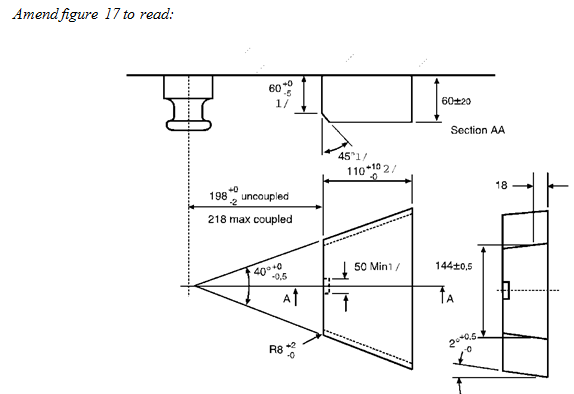 Amend figure 17 to read:
60 +0 -5
1/
60±20
Section AA
45°1/
110 +10 -0 2/
198 +0 -2 uncoupled
218 max coupled
18
40° +0 -0,5
50 Min1/
144±0,5
A
A
2° +0,5 -0
R8 +2 -0